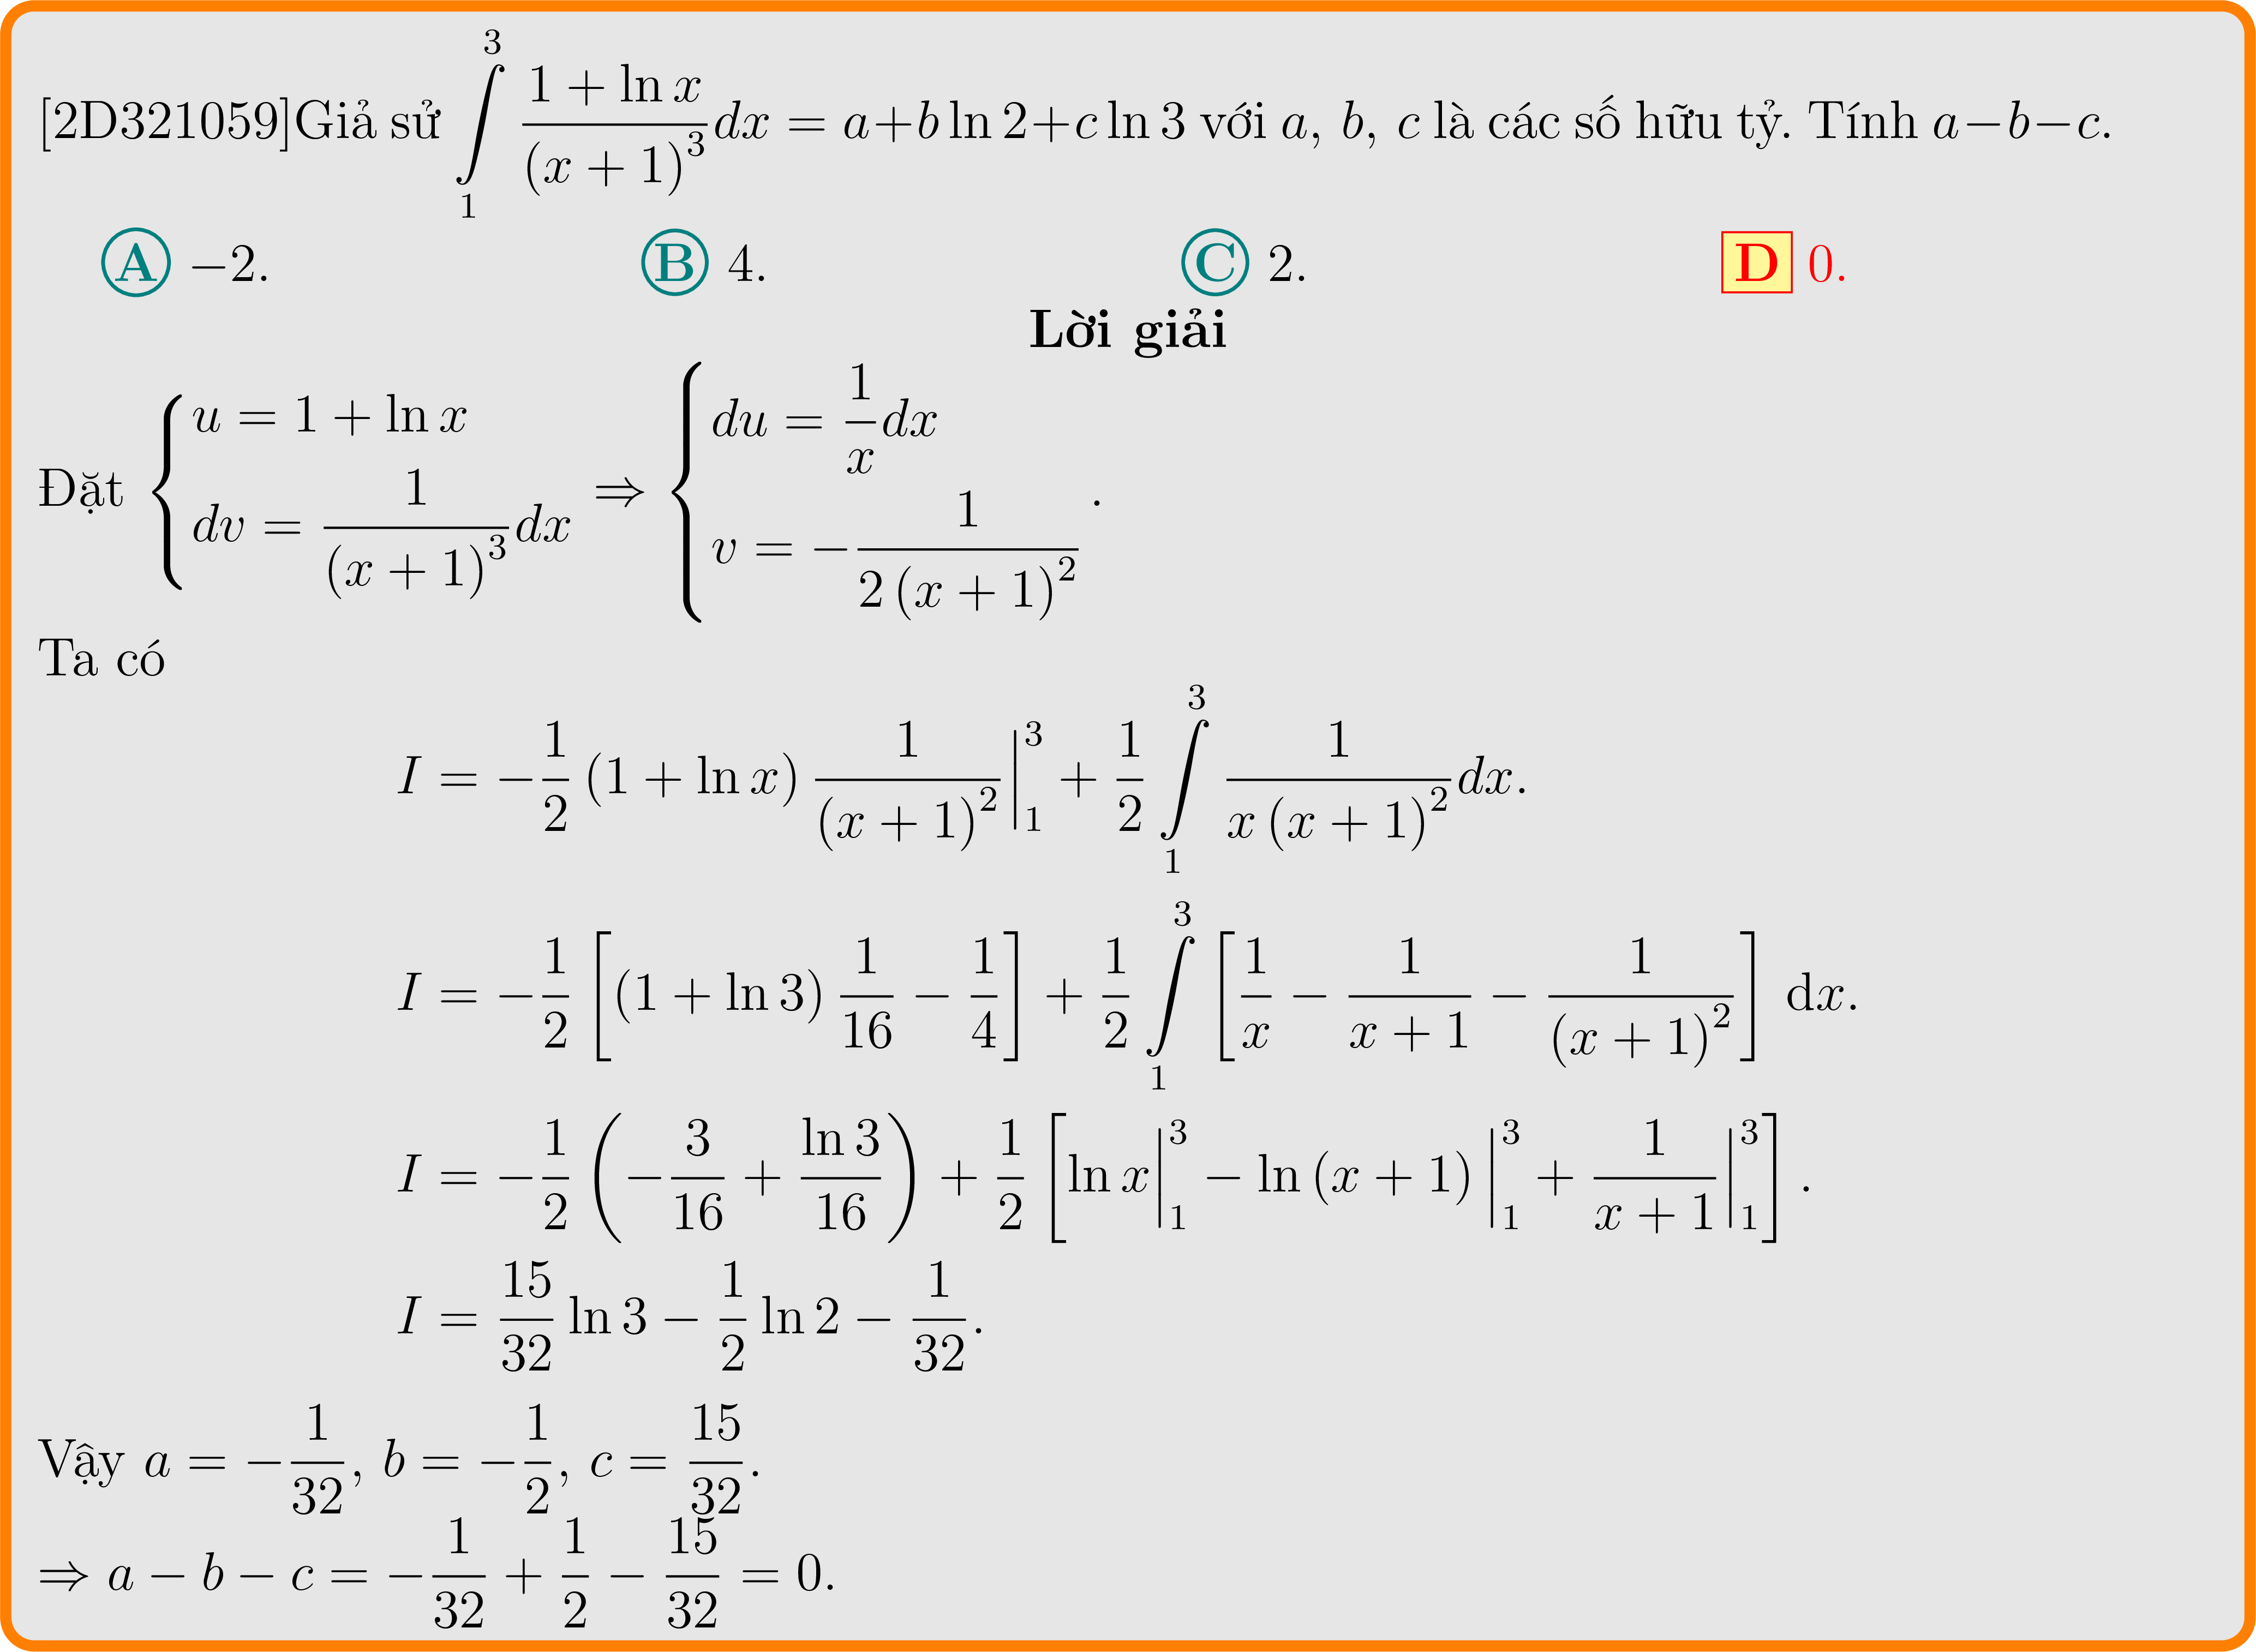 [2D321059]Giả sử $\int\limits_{1}^{3} \frac{1+\ln x}{(x+1)^3}dx = a+b\ln 2+c\ln 3$ với $a,\ b,\ c$ là các số hữu tỷ. Tính $a-b-c$.
A −2. B 4. C 2. D 0.
Lời giải
Đặt $\begin{cases} u = 1+\ln x \\ dv = \frac{1}{(x+1)^3}dx \end{cases} \Rightarrow \begin{cases} du = \frac{1}{x}dx \\ v = -\frac{1}{2(x+1)^2} \end{cases}$.
Ta có
$I = -\frac{1}{2}(1+\ln x)\frac{1}{(x+1)^2}\Big|_1^3 + \frac{1}{2}\int\limits_{1}^{3}\frac{1}{x(x+1)^2}dx.$
$I = -\frac{1}{2}\left[(1+\ln 3)\frac{1}{16} - \frac{1}{4}\right] + \frac{1}{2}\int\limits_{1}^{3}\left[\frac{1}{x} - \frac{1}{x+1} - \frac{1}{(x+1)^2}\right]\mathrm{d}x.$
$I = -\frac{1}{2}\left(-\frac{3}{16} + \frac{\ln 3}{16}\right) + \frac{1}{2}\left[\ln x\Big|_1^3 - \ln(x+1)\Big|_1^3 + \frac{1}{x+1}\Big|_1^3\right].$
$I = \frac{15}{32}\ln 3 - \frac{1}{2}\ln 2 - \frac{1}{32}.$
Vậy $a = -\frac{1}{32}$, $b = -\frac{1}{2}$, $c = \frac{15}{32}$.
$\Rightarrow a-b-c = -\frac{1}{32} + \frac{1}{2} - \frac{15}{32} = 0.$